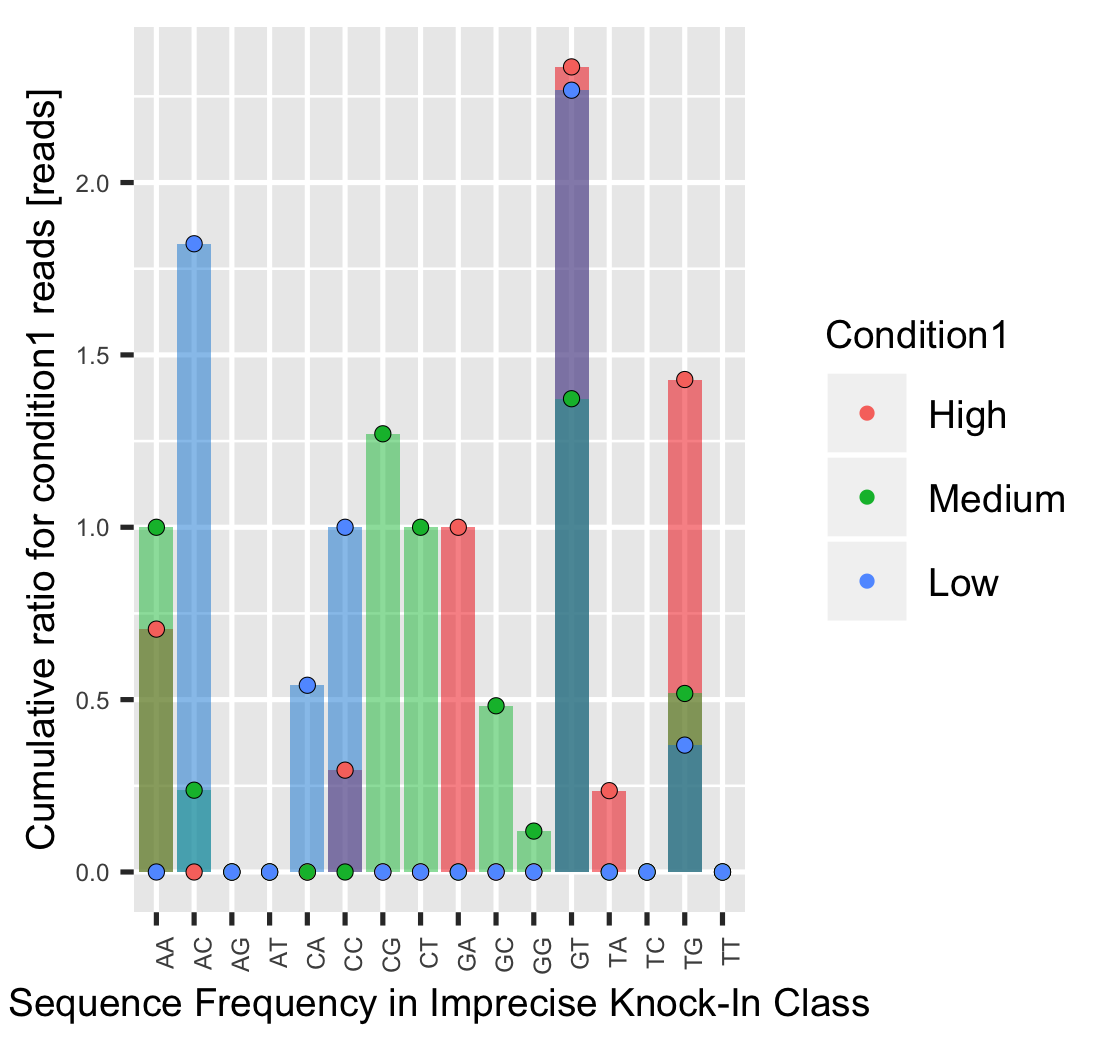 Cumulative ratio for condition1 reads [reads]
2.0
1.5
1.0
0.5
0.0
AA AC AG AT CA CC CG CT GA GC GG GT TA TC TG TT
Sequence Frequency in Imprecise Knock-In Class
Condition1
High
Medium
Low